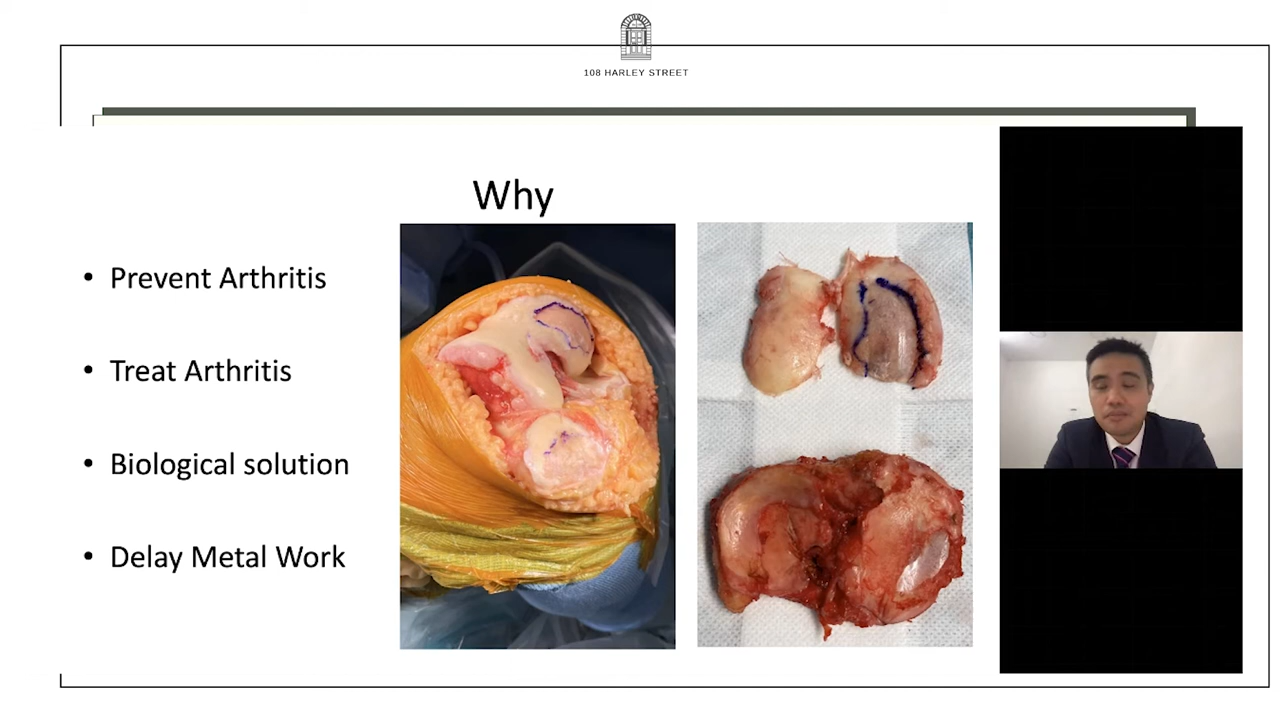 108 HARLEY STREET
Why
• Prevent Arthritis
• Treat Arthritis
• Biological solution
• Delay Metal Work